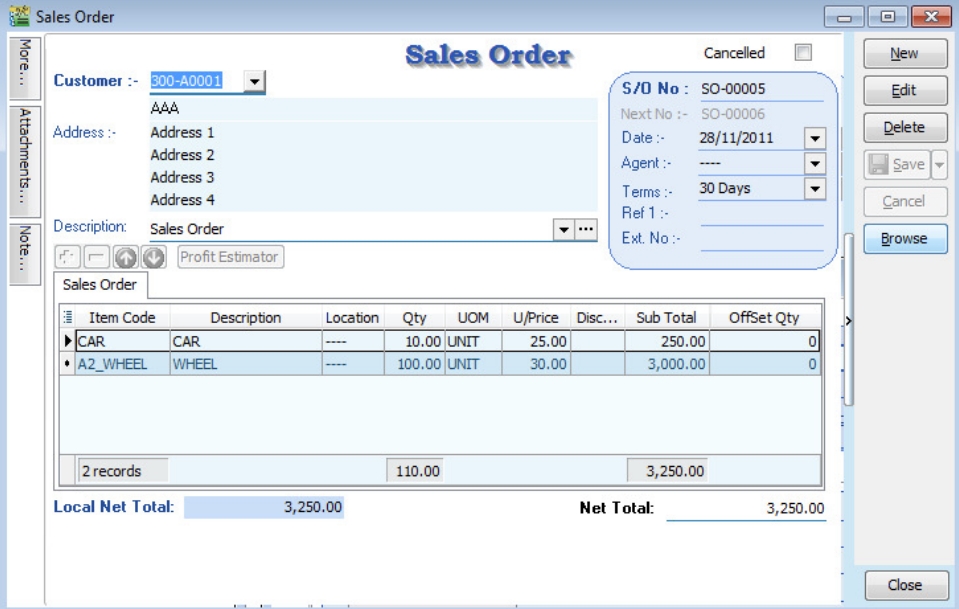 Sales Order
More...
Attachments...
Note...
Sales Order
Cancelled
Customer :- 300-A0001
AAA
Address :- Address 1
Address 2
Address 3
Address 4
Description: Sales Order
S/O No : SO-00005
Next No :- SO-00006
Date :- 28/11/2011
Agent :- ----
Terms :- 30 Days
Ref 1 :-
Ext. No :-
Profit Estimator
Sales Order
Item Code Description Location Qty UOM U/Price Disc... Sub Total OffSet Qty
CAR CAR ---- 10.00 UNIT 25.00 250.00 0
A2_WHEEL WHEEL ---- 100.00 UNIT 30.00 3,000.00 0
2 records 110.00 3,250.00
Local Net Total: 3,250.00 Net Total: 3,250.00
New
Edit
Delete
Save
Cancel
Browse
Close